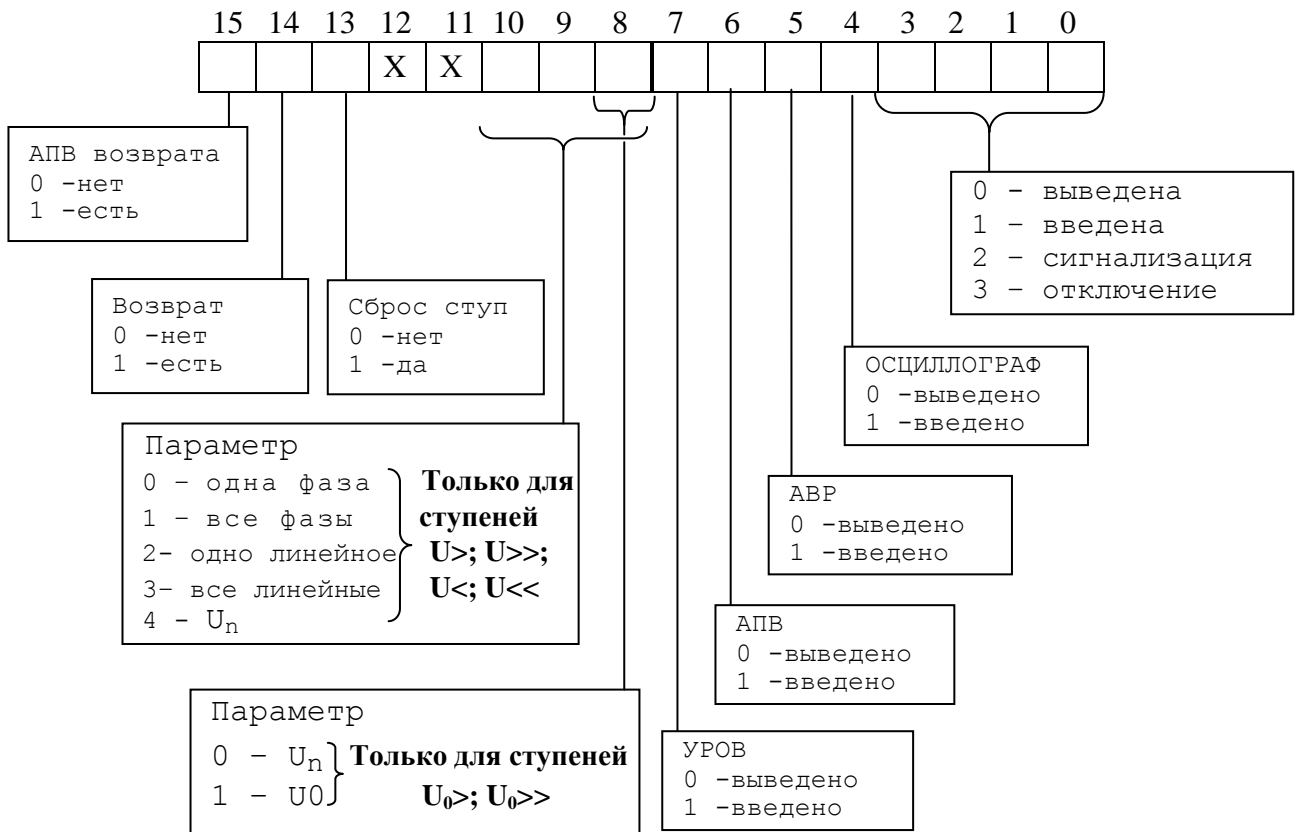 15 14 13 12 11 10 9 8 7 6 5 4 3 2 1 0
X X
АПВ возврата
0 -нет
1 -есть
0 – выведена
1 – введена
2 – сигнализация
3 – отключение
Возврат
0 -нет
1 -есть
Сброс ступ
0 -нет
1 -да
ОСЦИЛЛОГРАФ
0 -выведено
1 -введено
Параметр
0 – одна фаза
1 – все фазы
2- одно линейное
3– все линейные
4 - Un
Только для
ступеней
U>; U>>;
U<; U<<
АВР
0 -выведено
1 -введено
АПВ
0 -выведено
1 -введено
Параметр
0 – Un
1 – U0
Только для ступеней
U0>; U0>>
УРОВ
0 -выведено
1 -введено